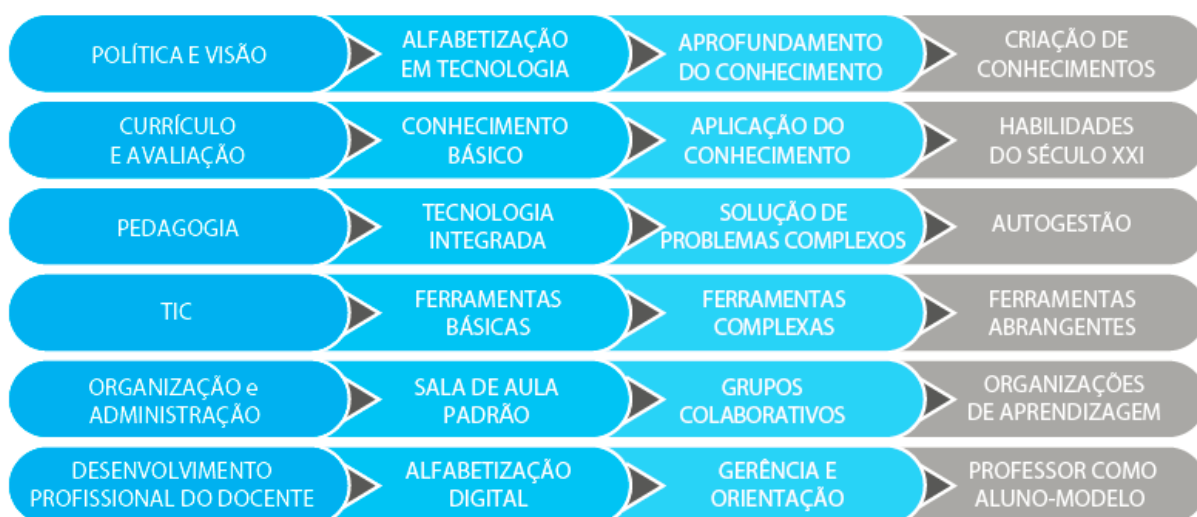 POLÍTICA E VISÃO
ALFABETIZAÇÃO
EM TECNOLOGIA
APROFUNDAMENTO
DO CONHECIMENTO
CRIAÇÃO DE
CONHECIMENTOS
CURRÍCULO
E AVALIAÇÃO
CONHECIMENTO
BÁSICO
APLICAÇÃO DO
CONHECIMENTO
HABILIDADES
DO SÉCULO XXI
PEDAGOGIA
TECNOLOGIA
INTEGRADA
SOLUÇÃO DE
PROBLEMAS COMPLEXOS
AUTOGESTÃO
TIC
FERRAMENTAS
BÁSICAS
FERRAMENTAS
COMPLEXAS
FERRAMENTAS
ABRANGENTES
ORGANIZAÇÃO e
ADMINISTRAÇÃO
SALA DE AULA
PADRÃO
GRUPOS
COLABORATIVOS
ORGANIZAÇÕES
DE APRENDIZAGEM
DESENVOLVIMENTO
PROFISSIONAL DO DOCENTE
ALFABETIZAÇÃO
DIGITAL
GERÊNCIA E
ORIENTAÇÃO
PROFESSOR COMO
ALUNO-MODELO